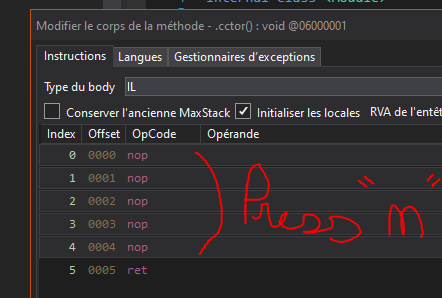 internal class <Module>
Modifier le corps de la méthode - .cctor() : void @06000001
Instructions Langues Gestionnaires d'exceptions
Type du body IL
Conserver l'ancienne MaxStack Initialiser les locales RVA de l'entêt
Index Offset OpCode Opérande
0 0000 nop
1 0001 nop
2 0002 nop
3 0003 nop
4 0004 nop
5 0005 ret
Press "n"